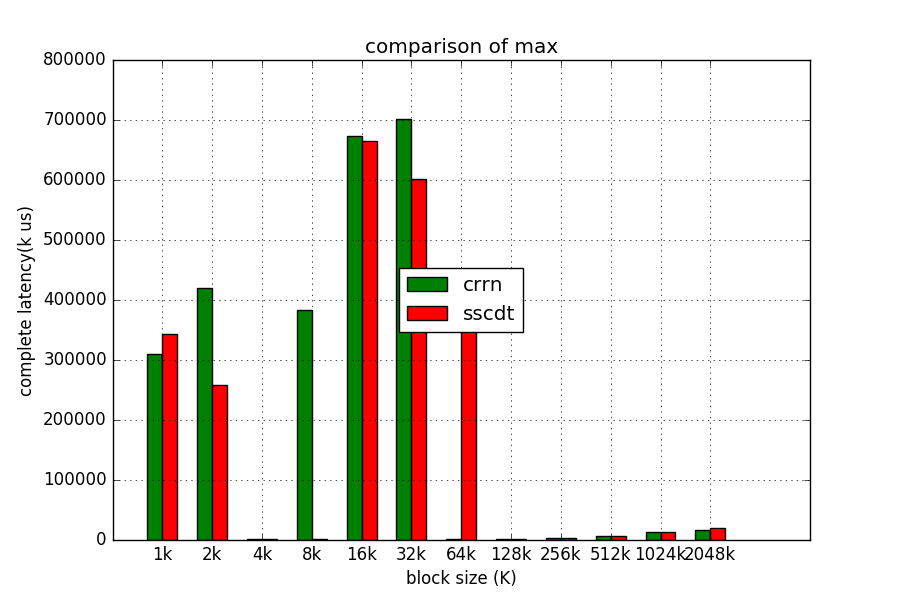 comparison of max
800000
700000
600000
500000
400000
300000
200000
100000
0
complete latency(k us)
crrn
sscdt
1k 2k 4k 8k 16k 32k 64k 128k 256k 512k 1024k 2048k
block size (K)